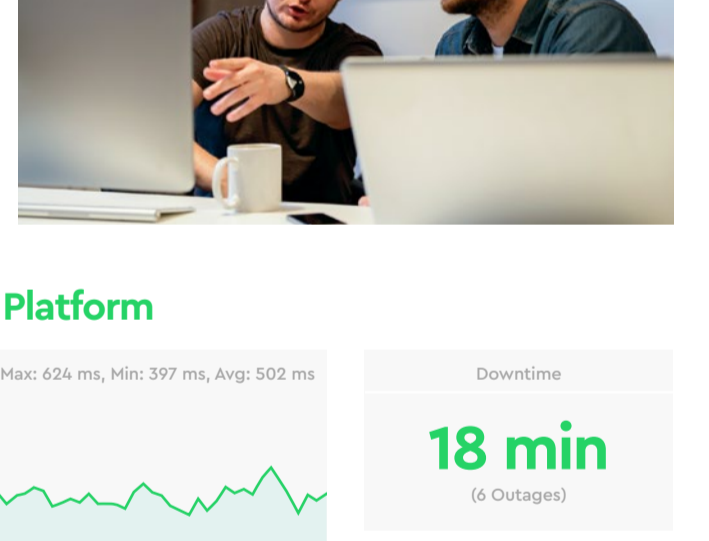 Platform
Max: 624 ms, Min: 397 ms, Avg: 502 ms
Downtime
18 min
(6 Outages)